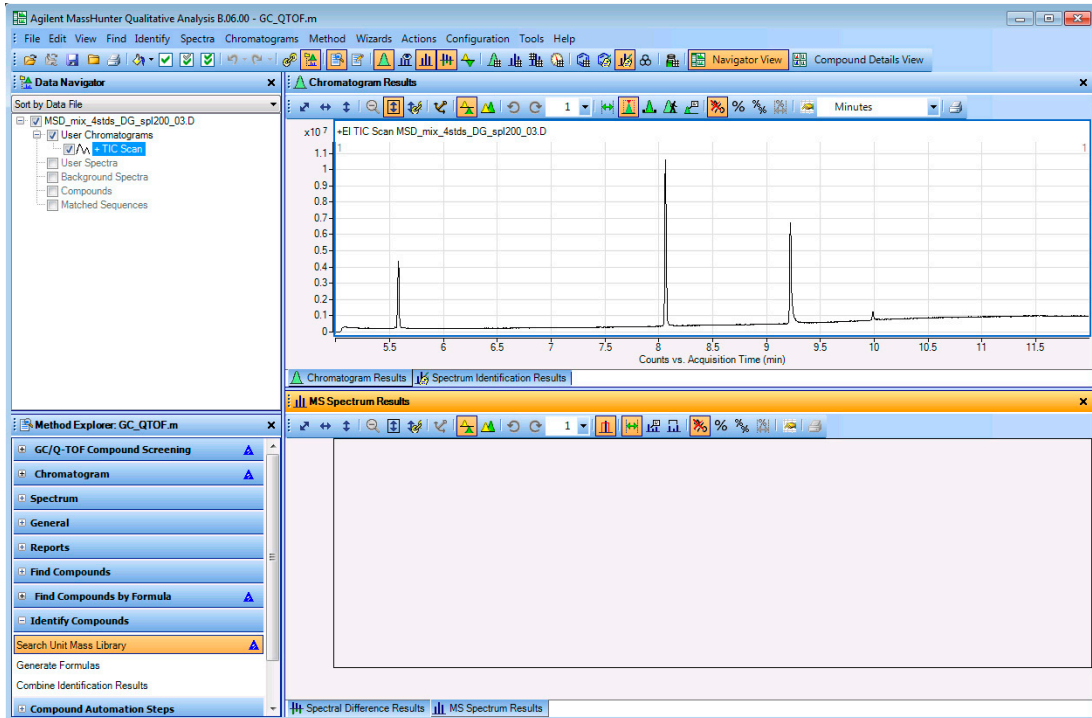 Agilent MassHunter Qualitative Analysis B.06.00 - GC_QTOF.m
File Edit View Find Identify Spectra Chromatograms Method Wizards Actions Configuration Tools Help
Navigator View Compound Details View
Data Navigator
Sort by Data File
MSD_mix_4stds_DG_spl200_03.D
User Chromatograms
+ TIC Scan
User Spectra
Background Spectra
Compounds
Matched Sequences
Chromatogram Results
1 % Minutes
x10 7 +EI TIC Scan MSD_mix_4stds_DG_spl200_03.D
1 1
1.1
1
0.9
0.8
0.7
0.6
0.5
0.4
0.3
0.2
0.1
0
5.5 6 6.5 7 7.5 8 8.5 9 9.5 10 10.5 11 11.5
Counts vs. Acquisition Time (min)
Chromatogram Results Spectrum Identification Results
MS Spectrum Results
1 %
Spectral Difference Results MS Spectrum Results
Method Explorer: GC_QTOF.m
GC/Q-TOF Compound Screening
Chromatogram
Spectrum
General
Reports
Find Compounds
Find Compounds by Formula
Identify Compounds
Search Unit Mass Library
Generate Formulas
Combine Identification Results
Compound Automation Steps